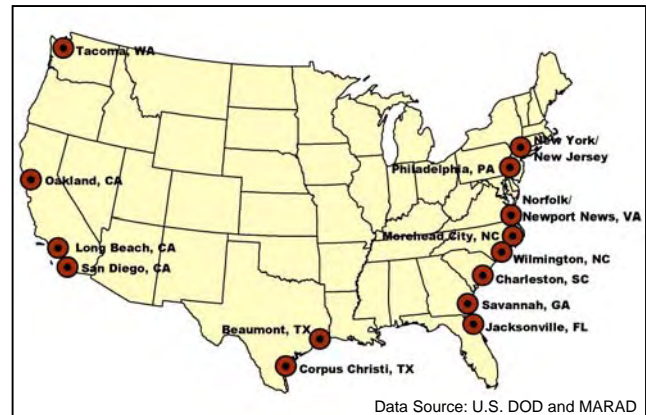 Tacoma, WA
New York/
New Jersey
Philadelphia, PA
Oakland, CA
Norfolk/
Newport News, VA
Morehead City, NC
Long Beach, CA
Wilmington, NC
San Diego, CA
Charleston, SC
Savannah, GA
Beaumont, TX
Jacksonville, FL
Corpus Christi, TX
Data Source: U.S. DOD and MARAD